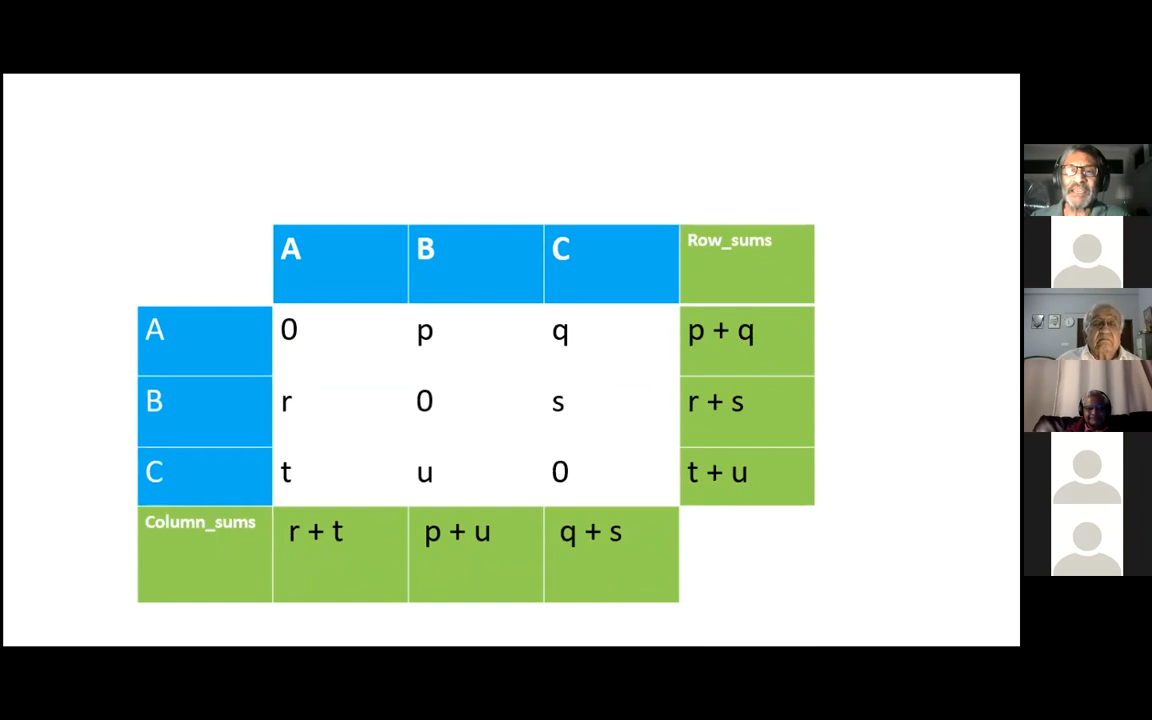 A B C Row_sums
A 0 p q p + q
B r 0 s r + s
C t u 0 t + u
Column_sums r + t p + u q + s